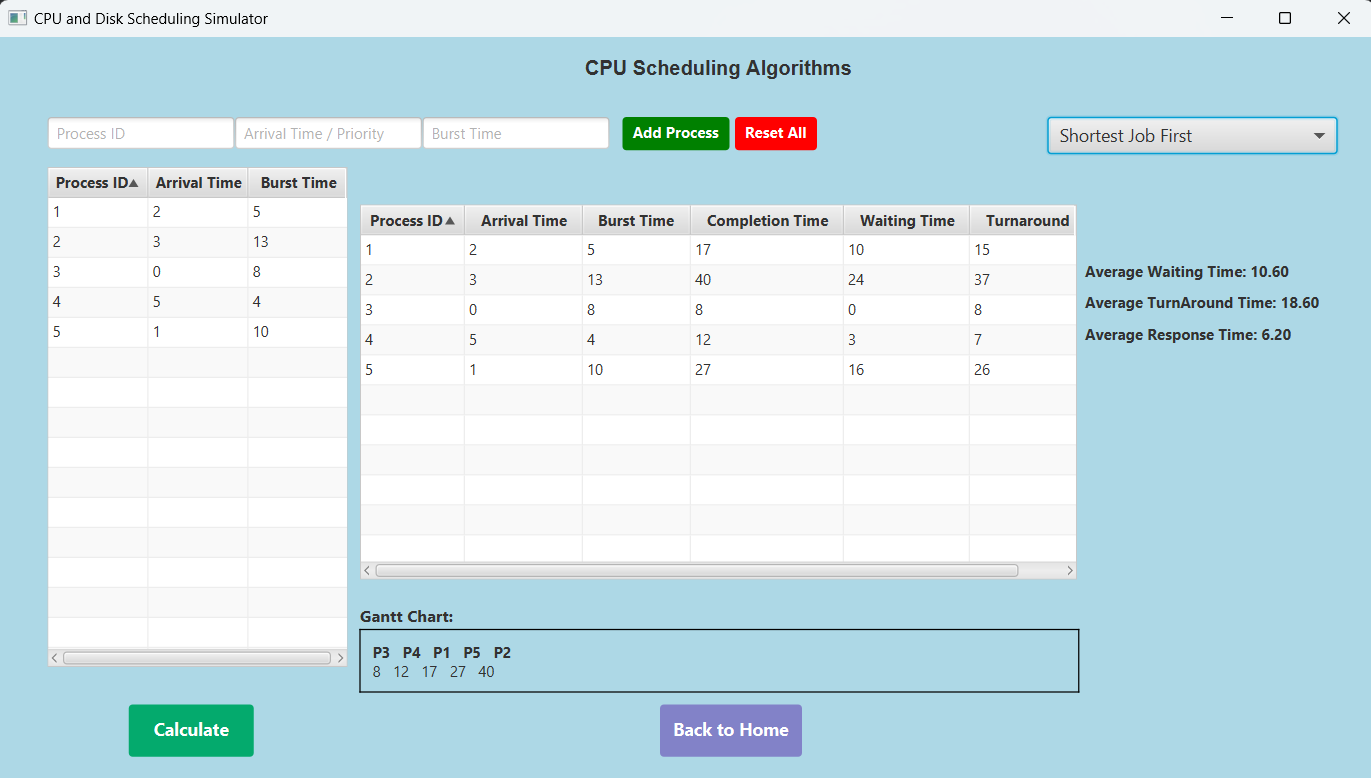 CPU and Disk Scheduling Simulator
CPU Scheduling Algorithms
Process ID Arrival Time / Priority Burst Time Add Process Reset All Shortest Job First
Process ID Arrival Time Burst Time
1 2 5
2 3 13
3 0 8
4 5 4
5 1 10
Process ID Arrival Time Burst Time Completion Time Waiting Time Turnaround
1 2 5 17 10 15
2 3 13 40 24 37
3 0 8 8 0 8
4 5 4 12 3 7
5 1 10 27 16 26
Average Waiting Time: 10.60
Average TurnAround Time: 18.60
Average Response Time: 6.20
Gantt Chart:
P3 P4 P1 P5 P2
8 12 17 27 40
Calculate Back to Home